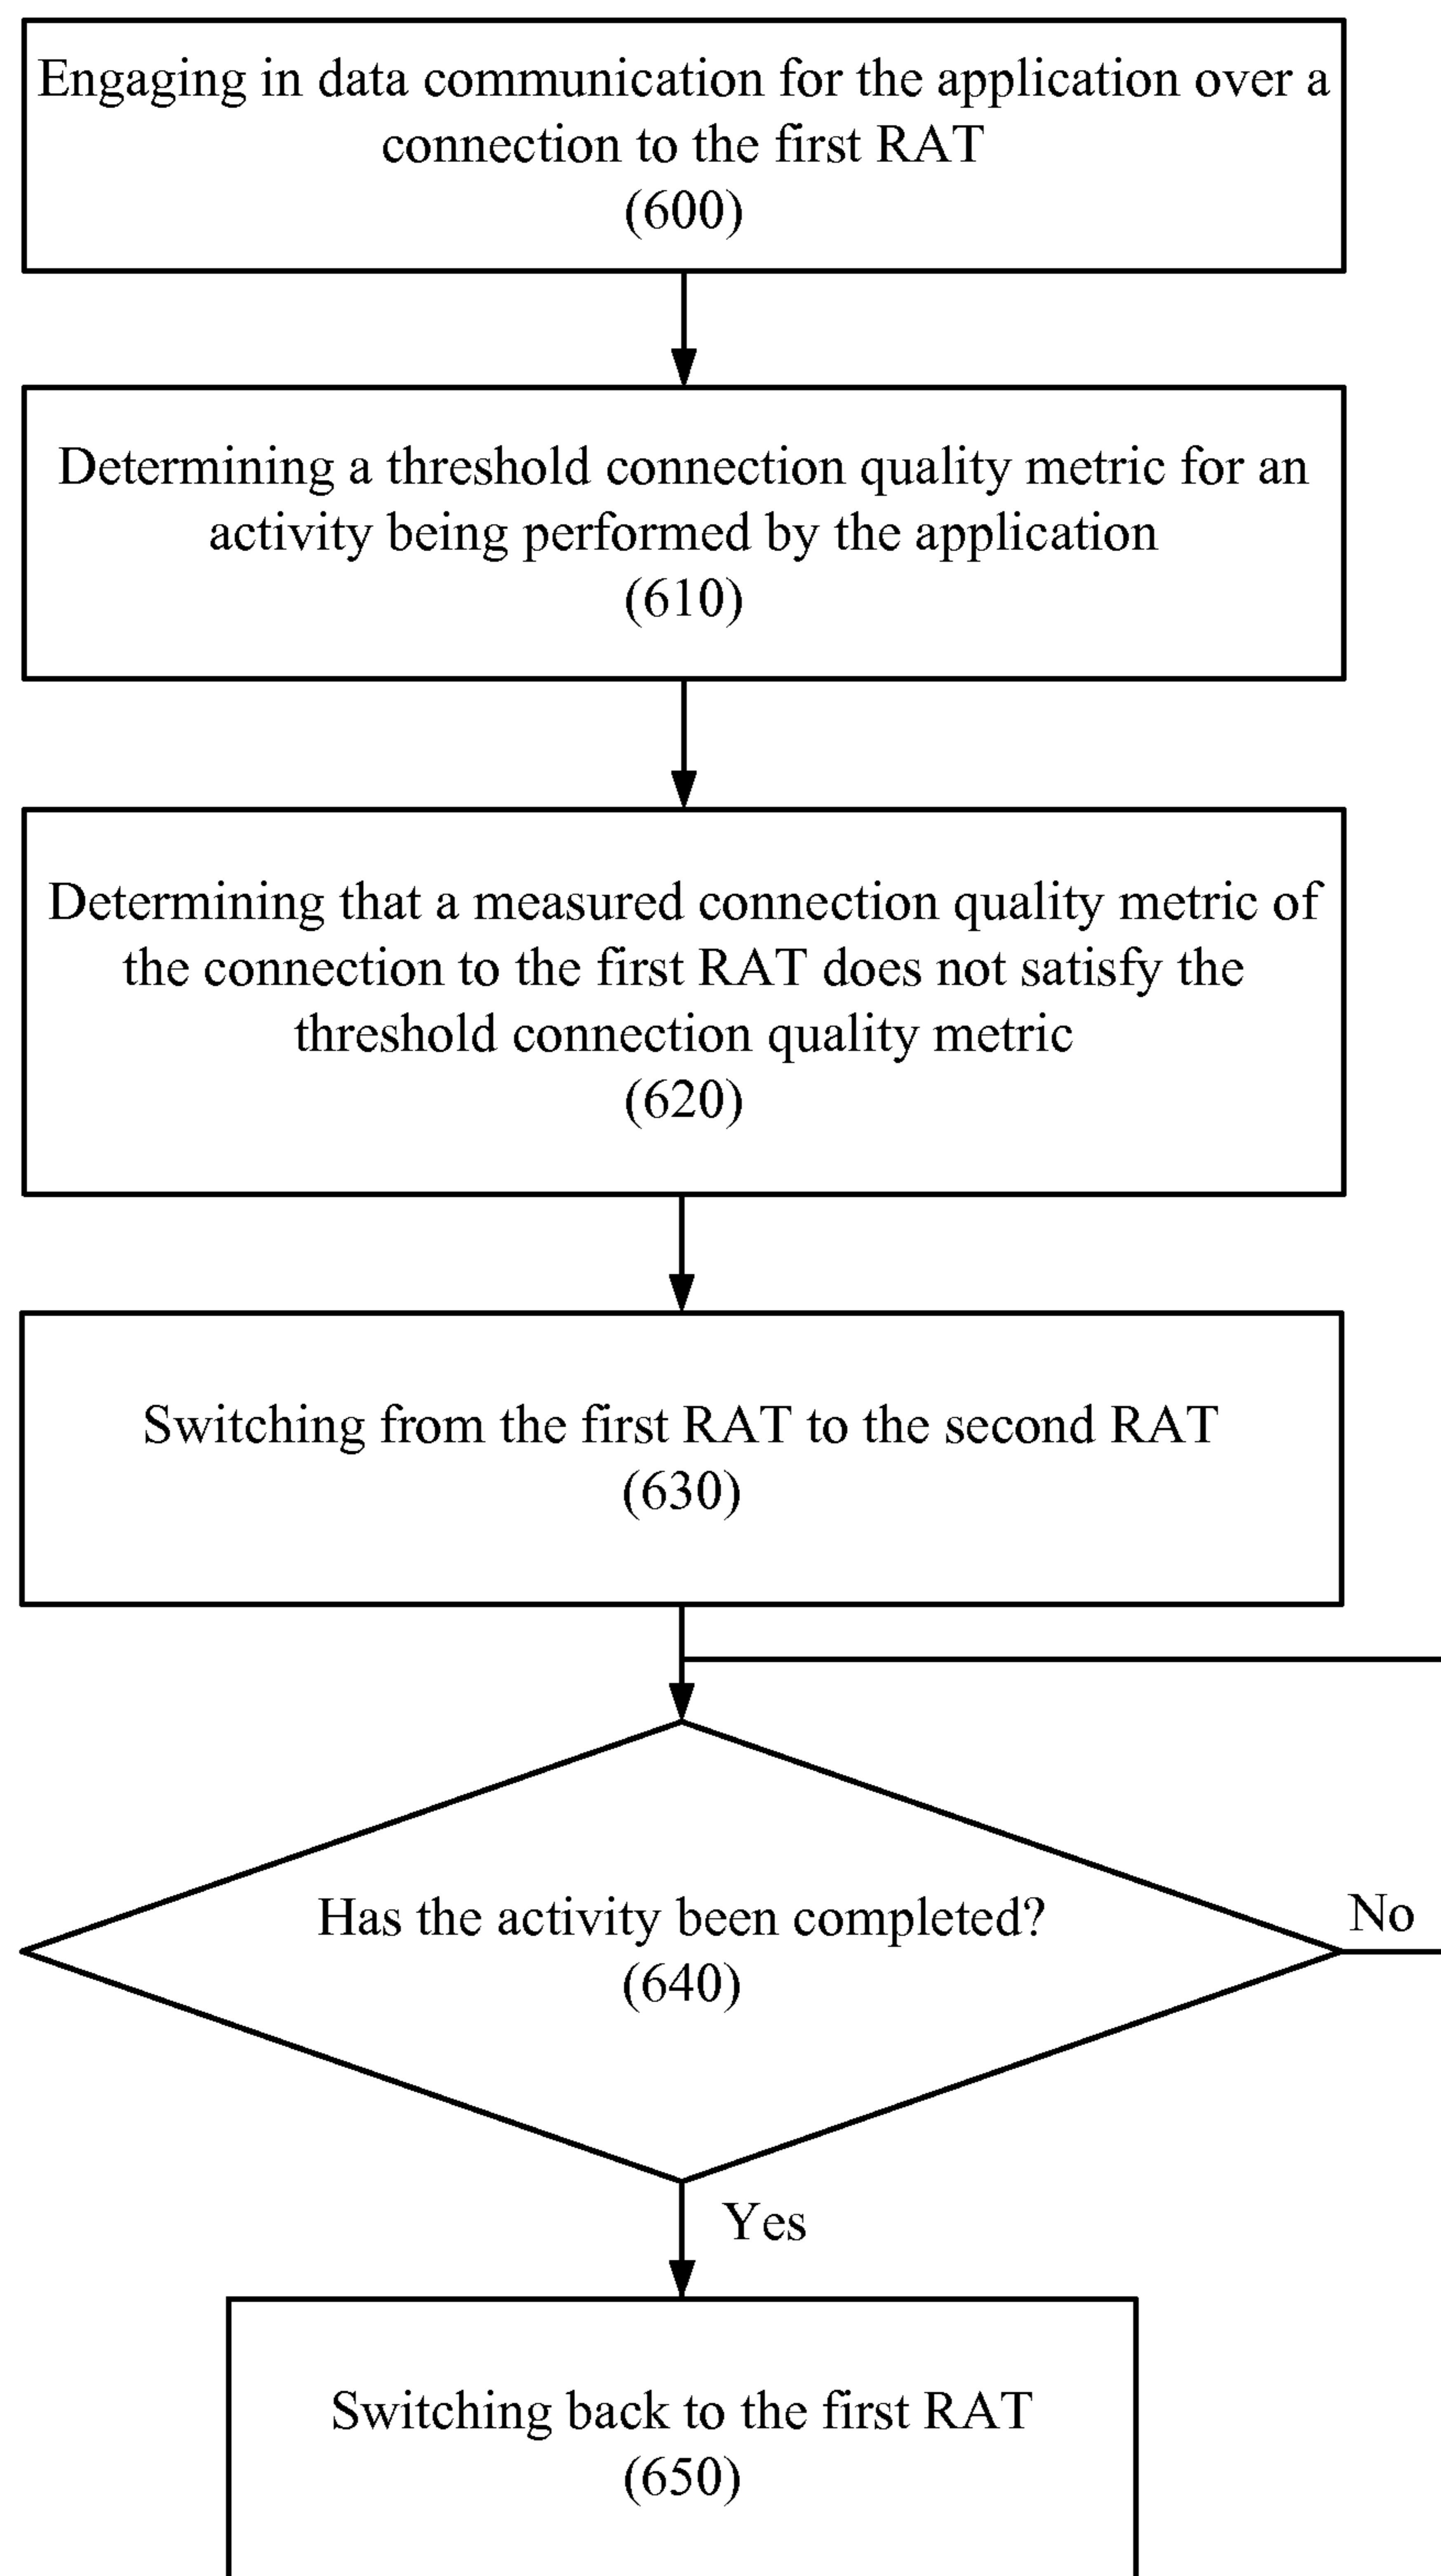 Engaging in data communication for the application over a
connection to the first RAT
(600)
Determining a threshold connection quality metric for an
activity being performed by the application
(610)
Determining that a measured connection quality metric of
the connection to the first RAT does not satisfy the
threshold connection quality metric
(620)
Switching from the first RAT to the second RAT
(630)
Has the activity been completed?
(640)
No
Yes
Switching back to the first RAT
(650)